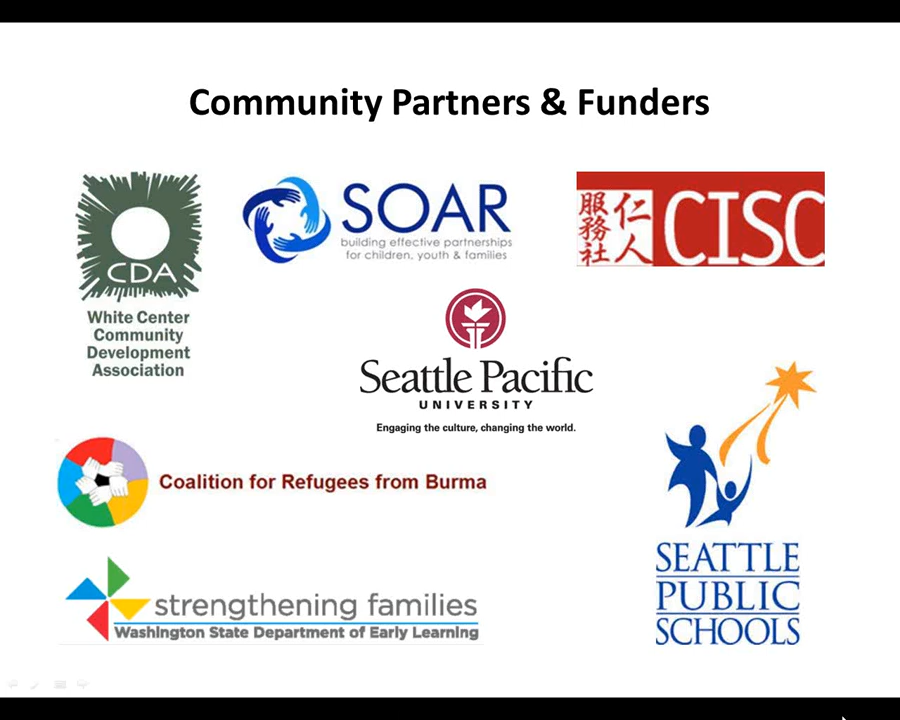 Community Partners & Funders
CDA
White Center
Community
Development
Association
SOAR
building effective partnerships
for children, youth & families
服務社
仁人
CISC
Seattle Pacific
UNIVERSITY
Engaging the culture, changing the world.
Coalition for Refugees from Burma
strengthening families
Washington State Department of Early Learning
SEATTLE
PUBLIC
SCHOOLS